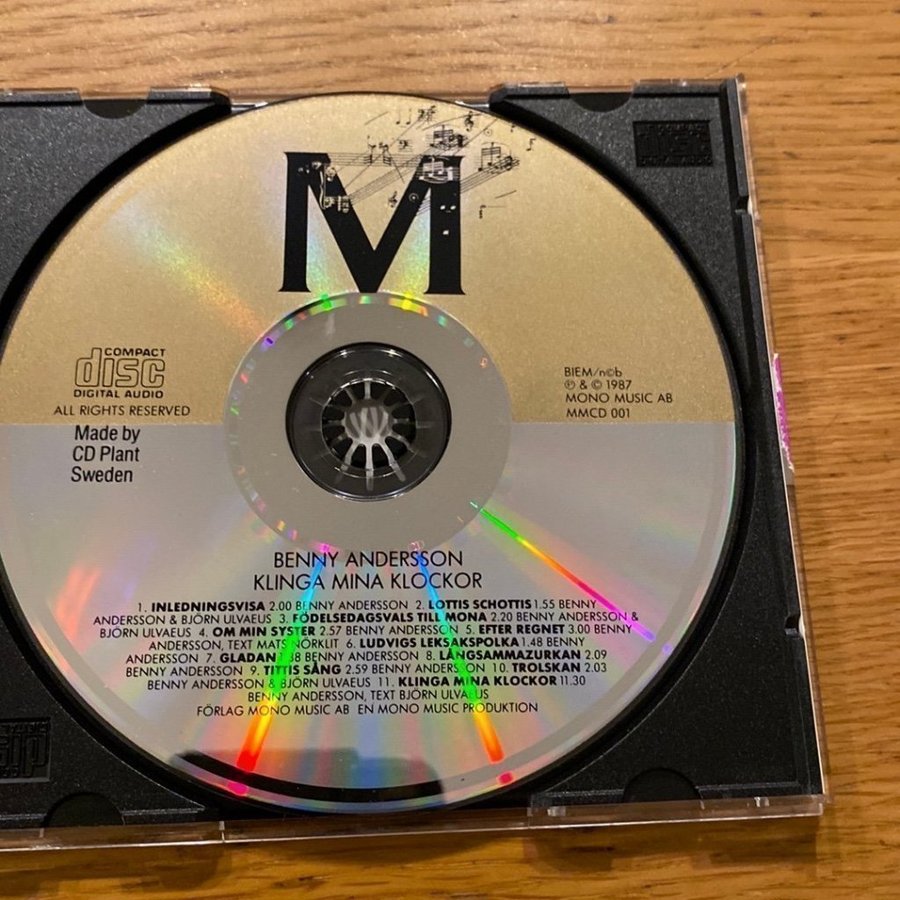 M
COMPACT
disc
DIGITAL AUDIO
ALL RIGHTS RESERVED
Made by
CD Plant
Sweden
BIEM/n©b
℗ & © 1987
MONO MUSIC AB
MMCD 001
BENNY ANDERSSON
KLINGA MINA KLOCKOR
1. INLEDNINGSVISA 2.00 BENNY ANDERSSON 2. LOTTIS SCHOTTIS 1.55 BENNY
ANDERSSON & BJÖRN ULVAEUS 3. FÖDELSEDAGSVALS TILL MONA 2.20 BENNY ANDERSSON &
BJÖRN ULVAEUS 4. OM MIN SYSTER 2.57 BENNY ANDERSSON 5. EFTER REGNET 3.00 BENNY
ANDERSSON, TEXT MATS NÖRKLIT 6. LUDVIGS LEKSAKSPOLKA 1.48 BENNY
ANDERSSON 7. GLADAN 1.38 BENNY ANDERSSON 8. LÅNGSAMMAZURKAN 2.09
BENNY ANDERSSON 9. TITTIS SÅNG 2.59 BENNY ANDERSSON 10. TROLSKAN 2.03
BENNY ANDERSSON & BJÖRN ULVAEUS 11. KLINGA MINA KLOCKOR 11.30
BENNY ANDERSSON, TEXT BJÖRN ULVAEUS
FÖRLAG MONO MUSIC AB EN MONO MUSIC PRODUKTION